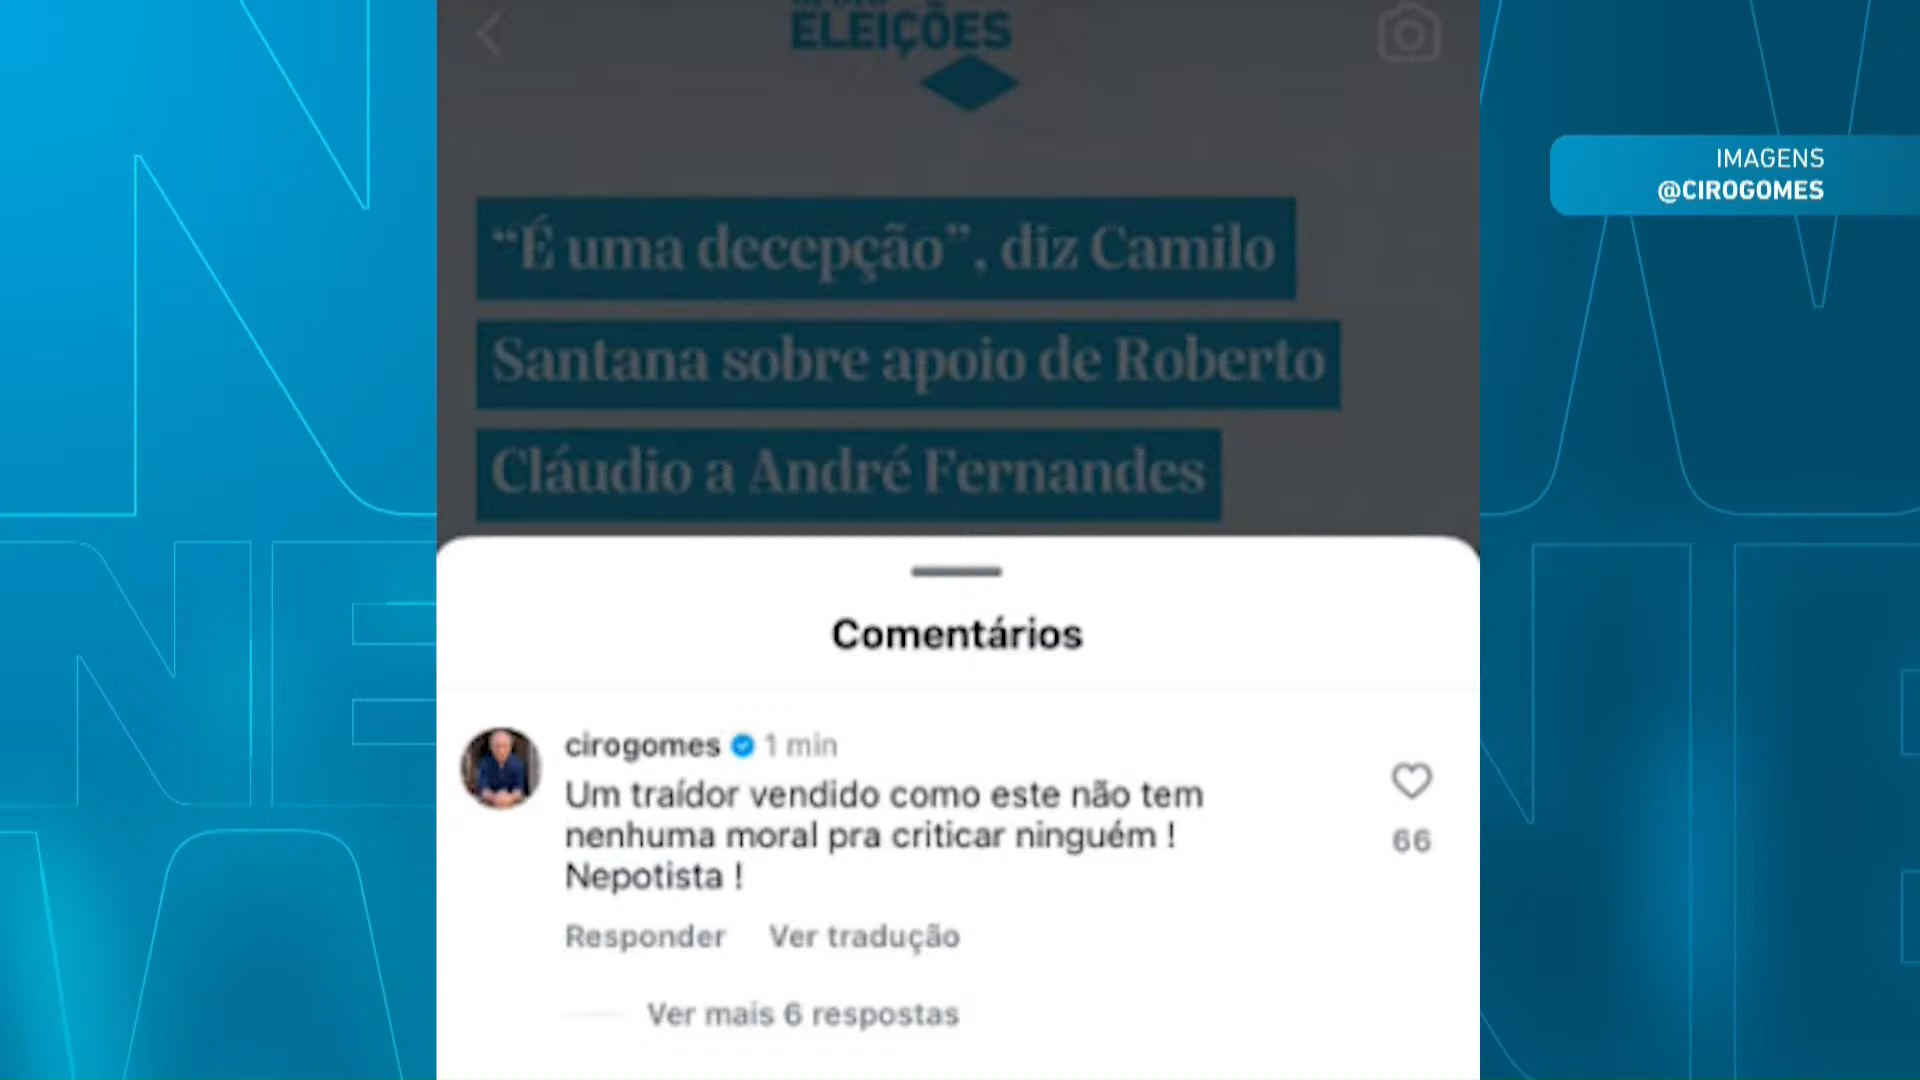 ELEIÇÕES
IMAGENS
@CIROGOMES
“É uma decepção”, diz Camilo
Santana sobre apoio de Roberto
Cláudio a André Fernandes
Comentários
cirogomes 1 min
Um traídor vendido como este não tem
nenhuma moral pra criticar ninguém !
Nepotista !
66
Responder Ver tradução
Ver mais 6 respostas